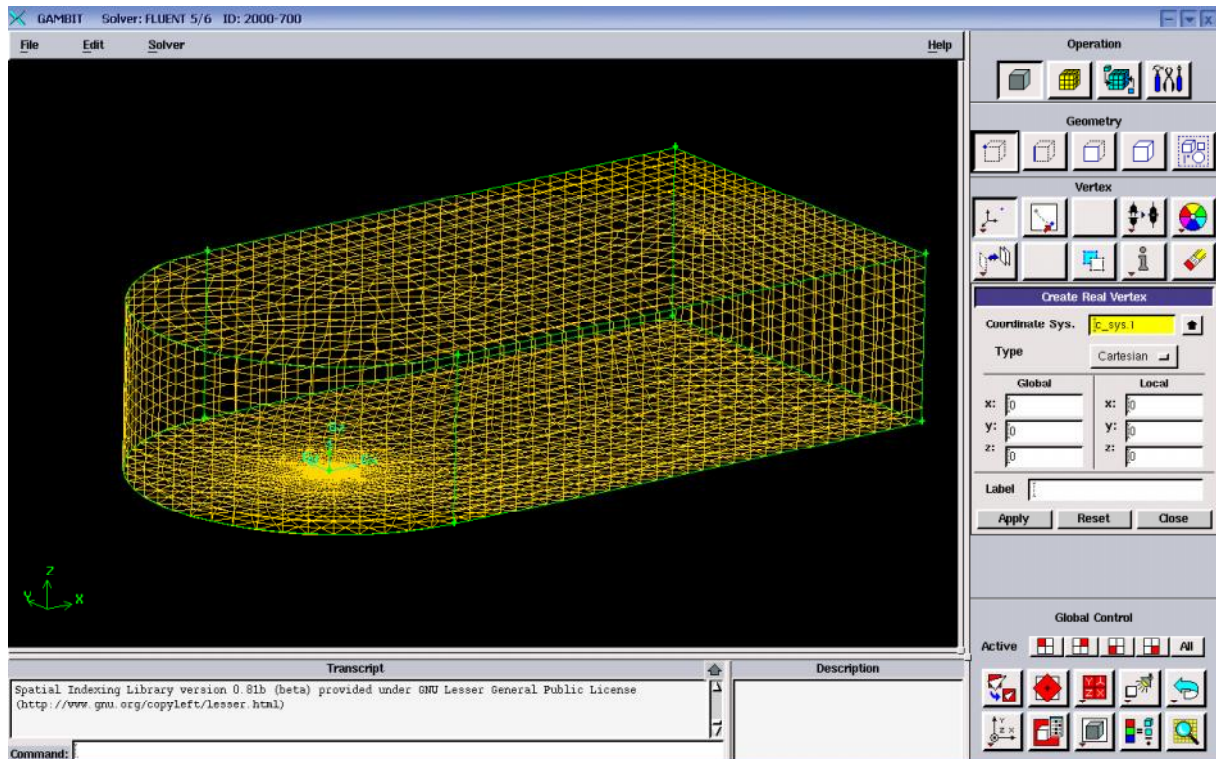 GAMBIT Solver: FLUENT 5/6 ID: 2000-700
File Edit Solver Help
Operation
Geometry
Vertex
Create Real Vertex
Coordinate Sys. c_sys.1
Type Cartesian
Global Local
x: 0 x: 0
y: 0 y: 0
z: 0 z: 0
Label
Apply Reset Close
Z
Y X
Global Control
Active All
Transcript Description
Spatial Indexing Library version 0.81b (beta) provided under GNU Lesser General Public License
(http://www.gnu.org/copyleft/lesser.html)
Command: